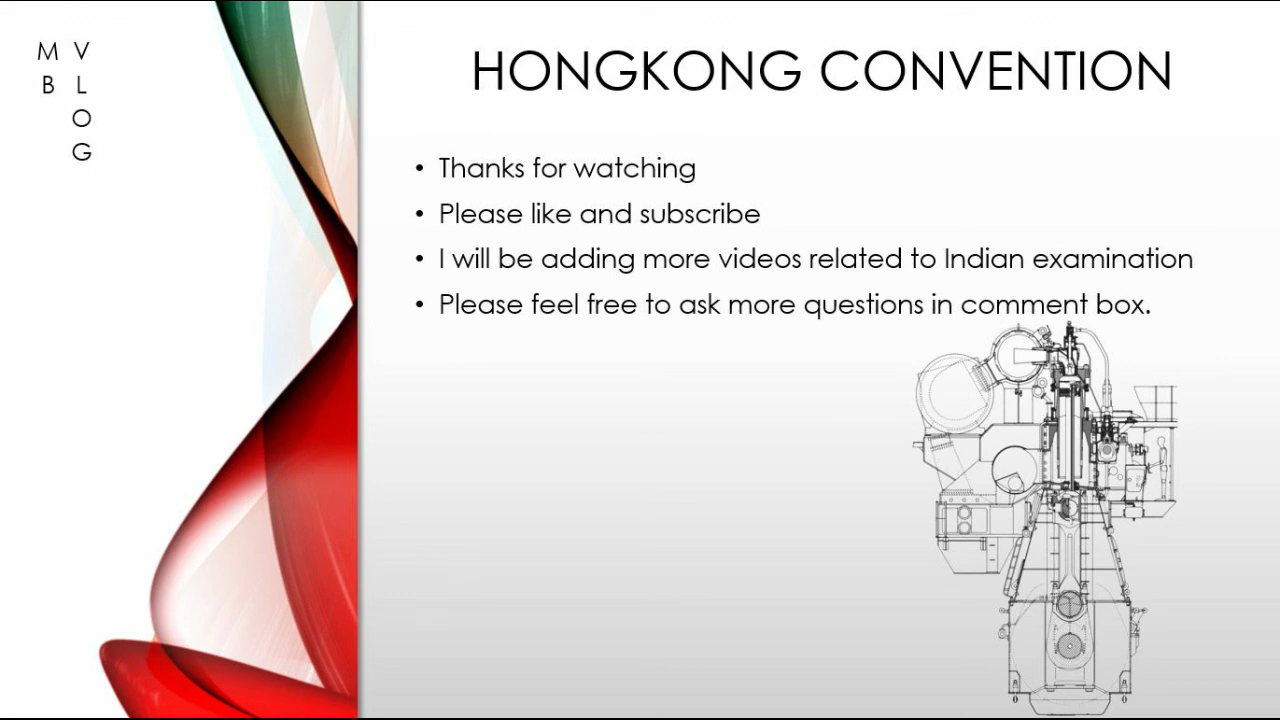 M V
B L
O
G
HONGKONG CONVENTION
• Thanks for watching
• Please like and subscribe
• I will be adding more videos related to Indian examination
• Please feel free to ask more questions in comment box.